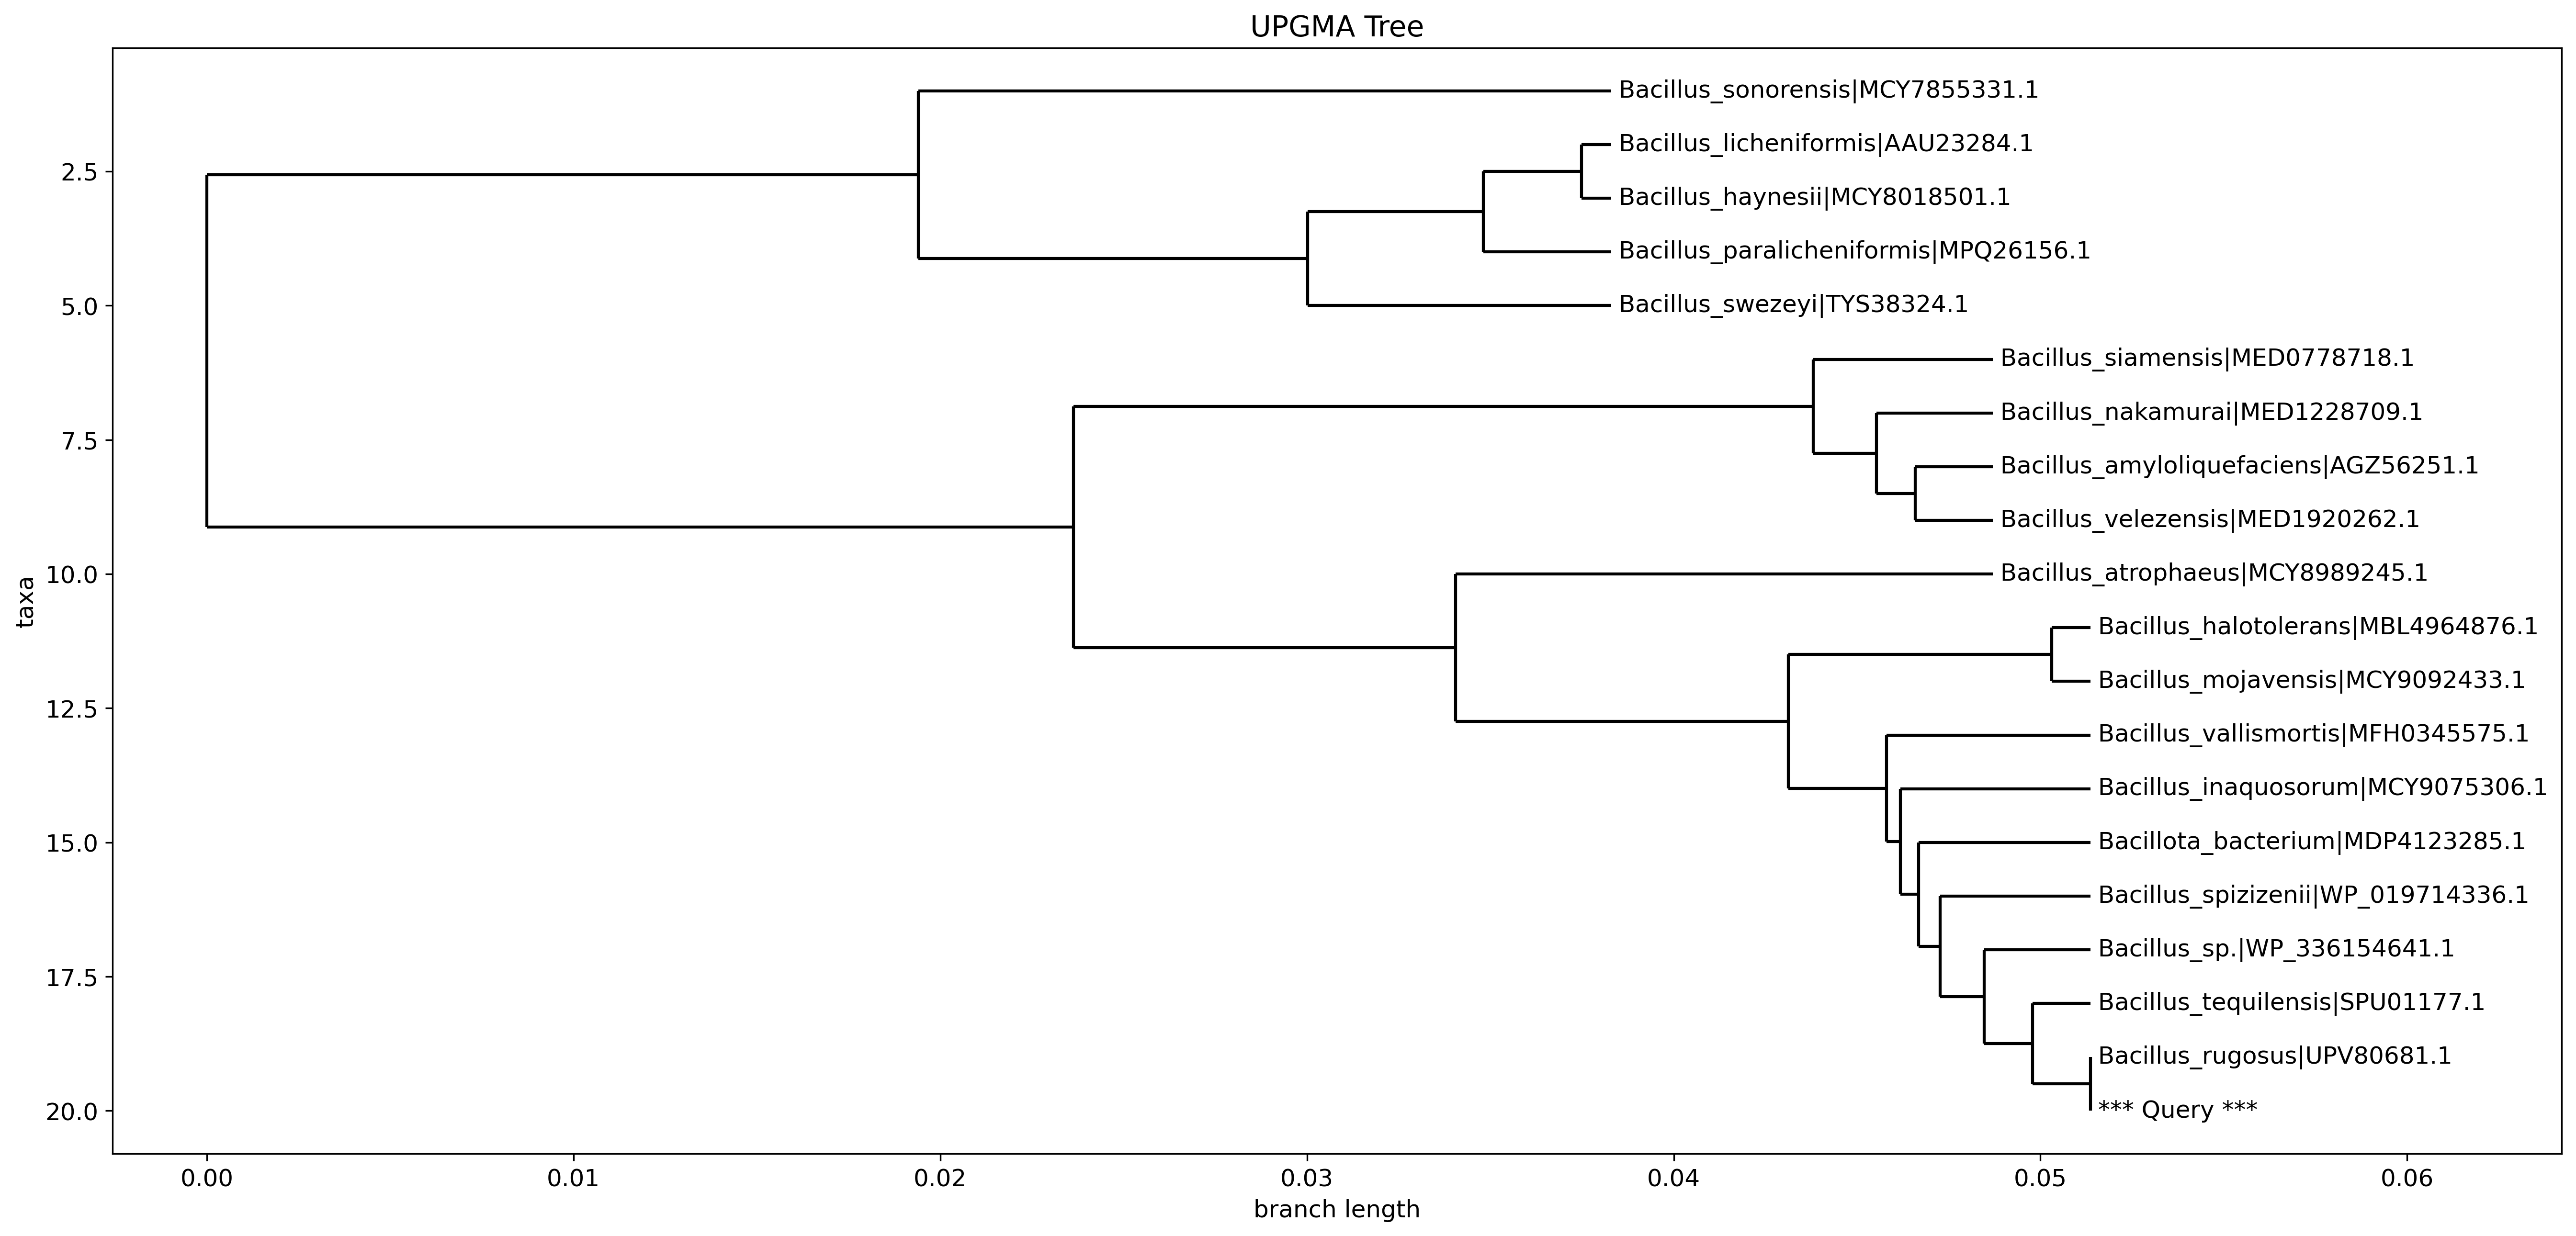 UPGMA Tree
Bacillus_sonorensis|MCY7855331.1
Bacillus_licheniformis|AAU23284.1
2.5
Bacillus_haynesii|MCY8018501.1
Bacillus_paralicheniformis|MPQ26156.1
5.0
Bacillus_swezeyi|TYS38324.1
Bacillus_siamensis|MED0778718.1
Bacillus_nakamurai|MED1228709.1
7.5
Bacillus_amyloliquefaciens|AGZ56251.1
Bacillus_velezensis|MED1920262.1
10.0
Bacillus_atrophaeus|MCY8989245.1
taxa
Bacillus_halotolerans|MBL4964876.1
Bacillus_mojavensis|MCY9092433.1
12.5
Bacillus_vallismortis|MFH0345575.1
Bacillus_inaquosorum|MCY9075306.1
15.0
Bacillota_bacterium|MDP4123285.1
Bacillus_spizizenii|WP_019714336.1
Bacillus_sp.|WP_336154641.1
17.5
Bacillus_tequilensis|SPU01177.1
Bacillus_rugosus|UPV80681.1
20.0
*** Query ***
0.00 0.01 0.02 0.03 0.04 0.05 0.06
branch length